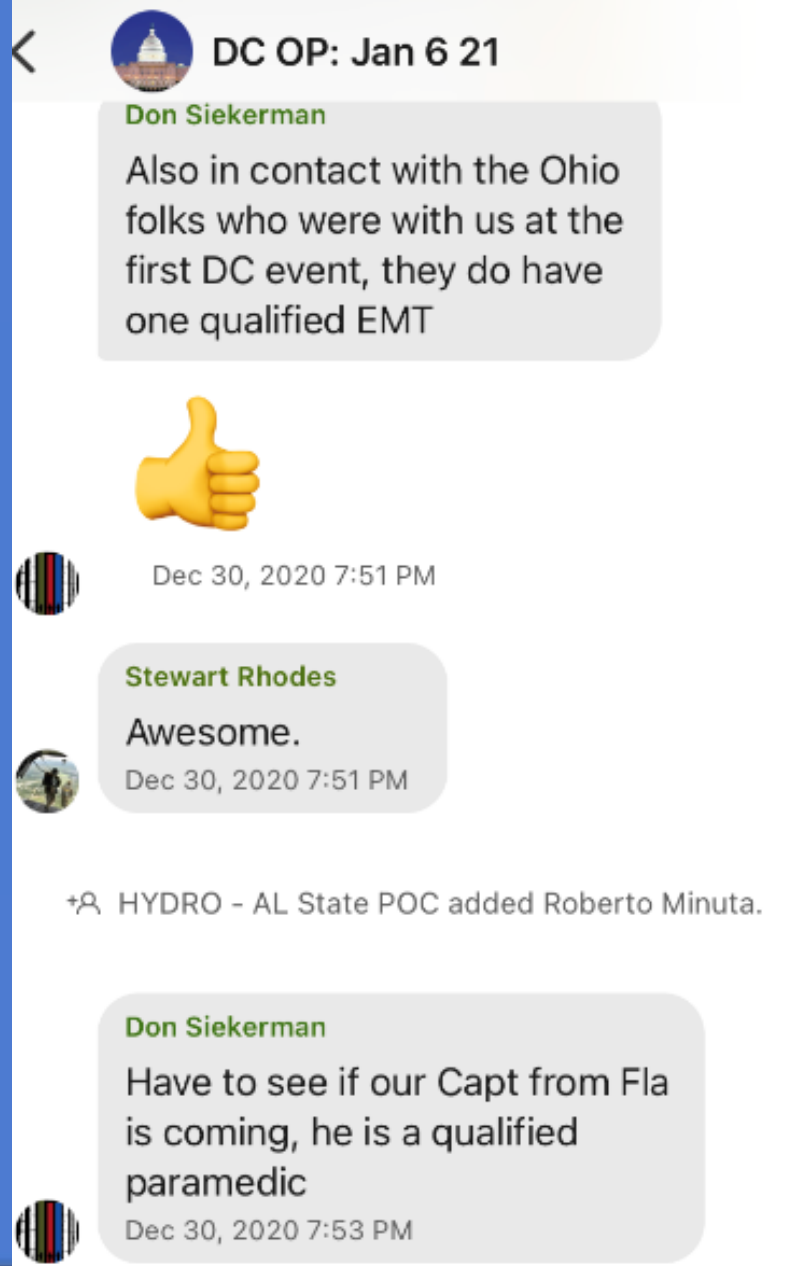 DC OP: Jan 6 21
Don Siekerman
Also in contact with the Ohio
folks who were with us at the
first DC event, they do have
one qualified EMT
Dec 30, 2020 7:51 PM
Stewart Rhodes
Awesome.
Dec 30, 2020 7:51 PM
HYDRO - AL State POC added Roberto Minuta.
Don Siekerman
Have to see if our Capt from Fla
is coming, he is a qualified
paramedic
Dec 30, 2020 7:53 PM